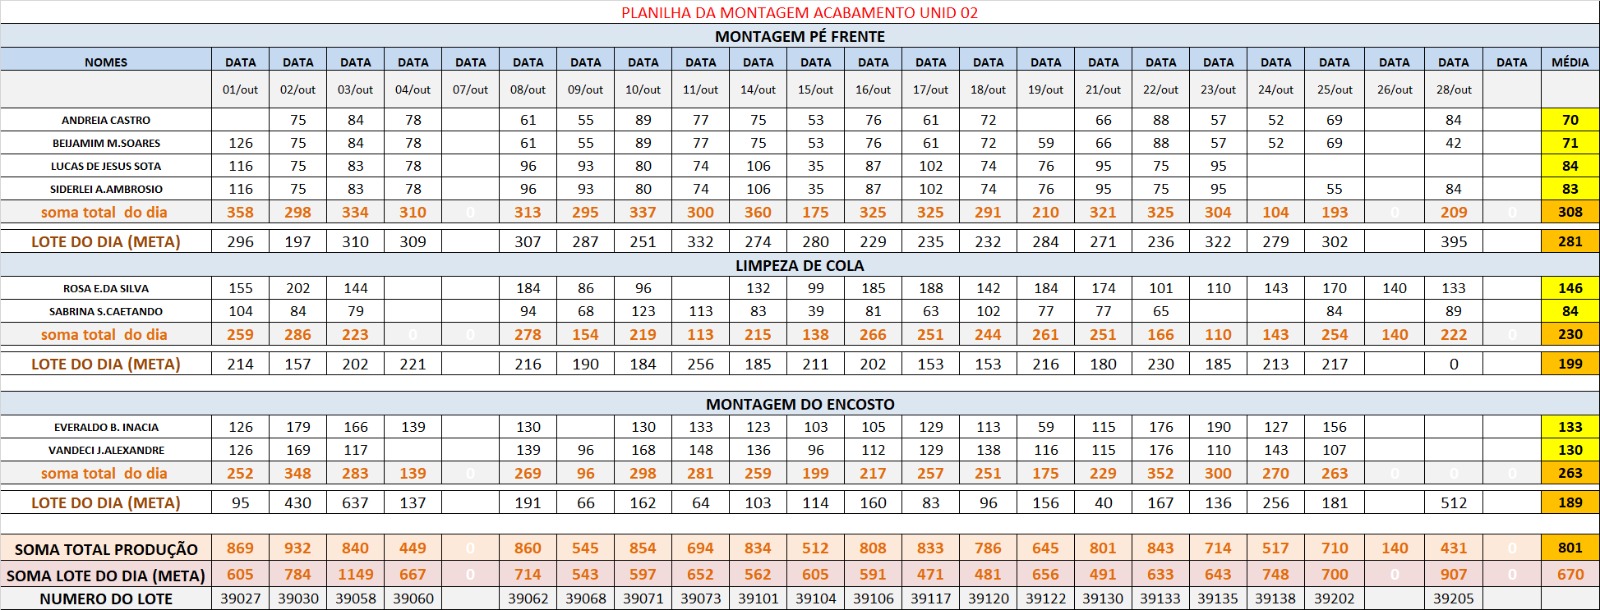 PLANILHA DA MONTAGEM ACABAMENTO UNID 02
MONTAGEM PÉ FRENTE
NOMES DATA DATA DATA DATA DATA DATA DATA DATA DATA DATA DATA DATA DATA DATA DATA DATA DATA DATA DATA DATA DATA DATA DATA MÉDIA
01/out 02/out 03/out 04/out 07/out 08/out 09/out 10/out 11/out 14/out 15/out 16/out 17/out 18/out 19/out 21/out 22/out 23/out 24/out 25/out 26/out 28/out
ANDREIA CASTRO 75 84 78 61 55 89 77 75 53 76 61 72 66 88 57 52 69 84 70
BEIJAMIM M.SOARES 126 75 84 78 61 55 89 77 75 53 76 61 72 59 66 88 57 52 69 42 71
LUCAS DE JESUS SOTA 116 75 83 78 96 93 80 74 106 35 87 102 74 76 95 75 95 84
SIDERLEI A.AMBROSIO 116 75 83 78 96 93 80 74 106 35 87 102 74 76 95 75 95 55 84 83
soma total do dia 358 298 334 310 0 313 295 337 300 360 175 325 325 291 210 321 325 304 104 193 0 209 0 308
LOTE DO DIA (META) 296 197 310 309 307 287 251 332 274 280 229 235 232 284 271 236 322 279 302 395 281
LIMPEZA DE COLA
ROSA E.DA SILVA 155 202 144 184 86 96 132 99 185 188 142 184 174 101 110 143 170 140 133 146
SABRINA S.CAETANDO 104 84 79 94 68 123 113 83 39 81 63 102 77 77 65 84 89 84
soma total do dia 259 286 223 0 0 278 154 219 113 215 138 266 251 244 261 251 166 110 143 254 140 222 0 230
LOTE DO DIA (META) 214 157 202 221 216 190 184 256 185 211 202 153 153 216 180 230 185 213 217 0 199
MONTAGEM DO ENCOSTO
EVERALDO B. INACIA 126 179 166 139 130 130 133 123 103 105 129 113 59 115 176 190 127 156 133
VANDECI J.ALEXANDRE 126 169 117 139 96 168 148 136 96 112 129 138 116 114 176 110 143 107 130
soma total do dia 252 348 283 139 0 269 96 298 281 259 199 217 257 251 175 229 352 300 270 263 0 0 0 263
LOTE DO DIA (META) 95 430 637 137 191 66 162 64 103 114 160 83 96 156 40 167 136 256 181 512 189
SOMA TOTAL PRODUÇÃO 869 932 840 449 0 860 545 854 694 834 512 808 833 786 645 801 843 714 517 710 140 431 0 801
SOMA LOTE DO DIA (META) 605 784 1149 667 0 714 543 597 652 562 605 591 471 481 656 491 633 643 748 700 0 907 0 670
NUMERO DO LOTE 39027 39030 39058 39060 39062 39068 39071 39073 39101 39104 39106 39117 39120 39122 39130 39133 39135 39138 39202 39205